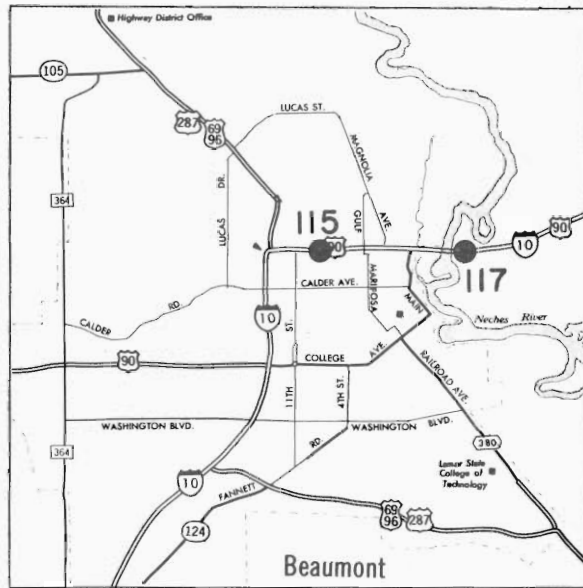 Highway District Office
105
287
69
96
LUCAS ST.
MAGNOLIA
AVE.
LUCAS
DR.
364
GULF
115
90
90
10
117
CALDER AVE.
MARIPOSA
MAIN
CALDER
RD
10
ST.
Neches River
90
COLLEGE
AVE.
RAILROAD AVE.
11TH
4TH ST.
WASHINGTON BLVD.
WASHINGTON
BLVD.
RD
380
364
10
Lamar State
College of
Technology
FANNETT
69
96
287
124
Beaumont